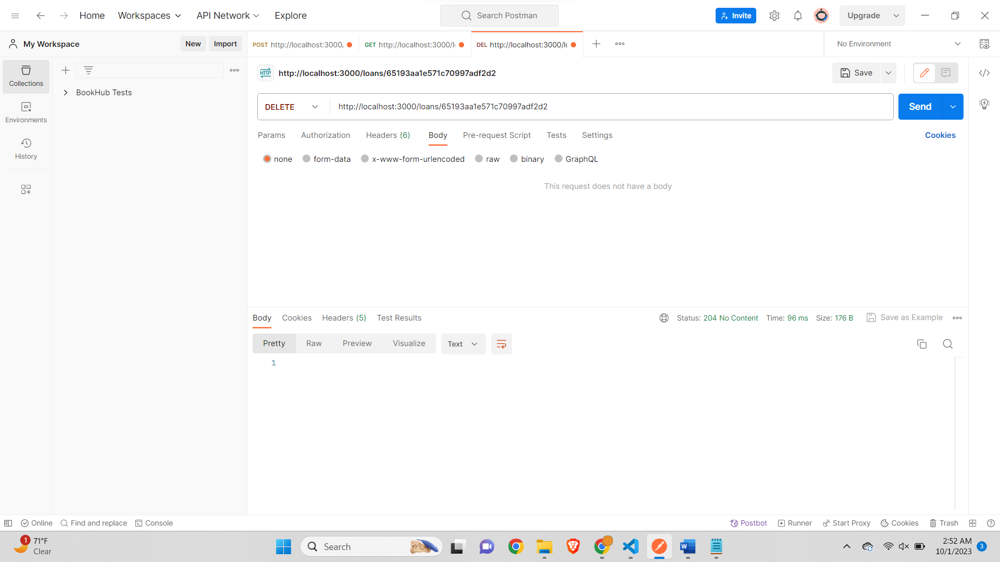 Home Workspaces API Network Explore
Search Postman
Invite Upgrade
My Workspace New Import
POST http://localhost:3000/
GET http://localhost:3000/l
DEL http://localhost:3000/lo
No Environment
Collections
BookHub Tests
Environments
History
HTTP http://localhost:3000/loans/65193aa1e571c70997adf2d2
Save
DELETE http://localhost:3000/loans/65193aa1e571c70997adf2d2
Send
Params Authorization Headers (6) Body Pre-request Script Tests Settings Cookies
none form-data x-www-form-urlencoded raw binary GraphQL
This request does not have a body
Body Cookies Headers (5) Test Results
Status: 204 No Content Time: 96 ms Size: 176 B Save as Example
Pretty Raw Preview Visualize Text
1
Online Find and replace Console
Postbot Runner Start Proxy Cookies Trash
1 71°F
Clear
Search
W
2:52 AM
10/1/2023
3